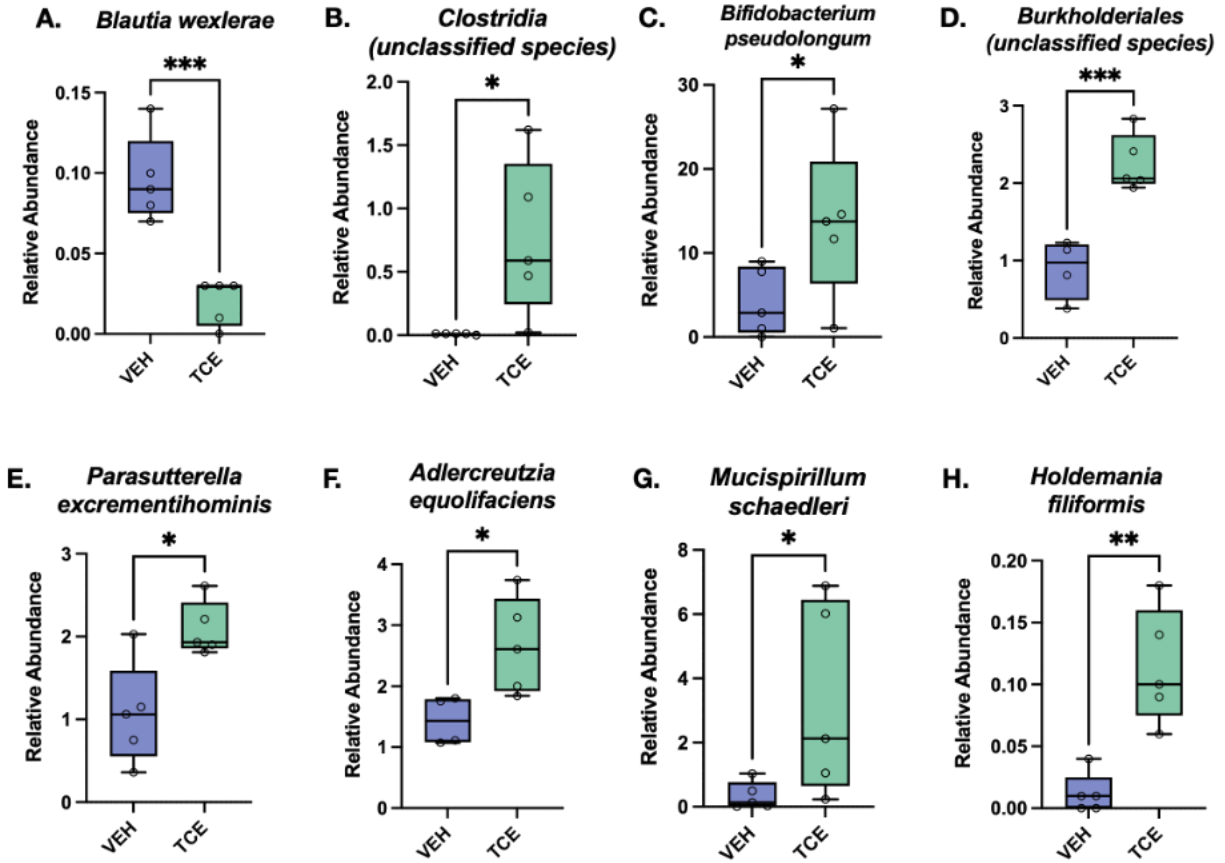 A.
Blautia wexlerae
***
Relative Abundance
0.15
0.10
0.05
0.00
VEH
TCE
B.
Clostridia
(unclassified species)
*
Relative Abundance
2.0
1.5
1.0
0.5
0.0
VEH
TCE
C.
Bifidobacterium
pseudolongum
*
Relative Abundance
30
20
10
0
VEH
TCE
D.
Burkholderiales
(unclassified species)
***
Relative Abundance
3
2
1
0
VEH
TCE
E.
Parasutterella
excrementihominis
*
Relative Abundance
3
2
1
0
VEH
TCE
F.
Adlercreutzia
equolifaciens
*
Relative Abundance
4
3
2
1
0
VEH
TCE
G.
Mucispirillum
schaedleri
*
Relative Abundance
8
6
4
2
0
VEH
TCE
H.
Holdemania
filiformis
**
Relative Abundance
0.20
0.15
0.10
0.05
0.00
VEH
TCE